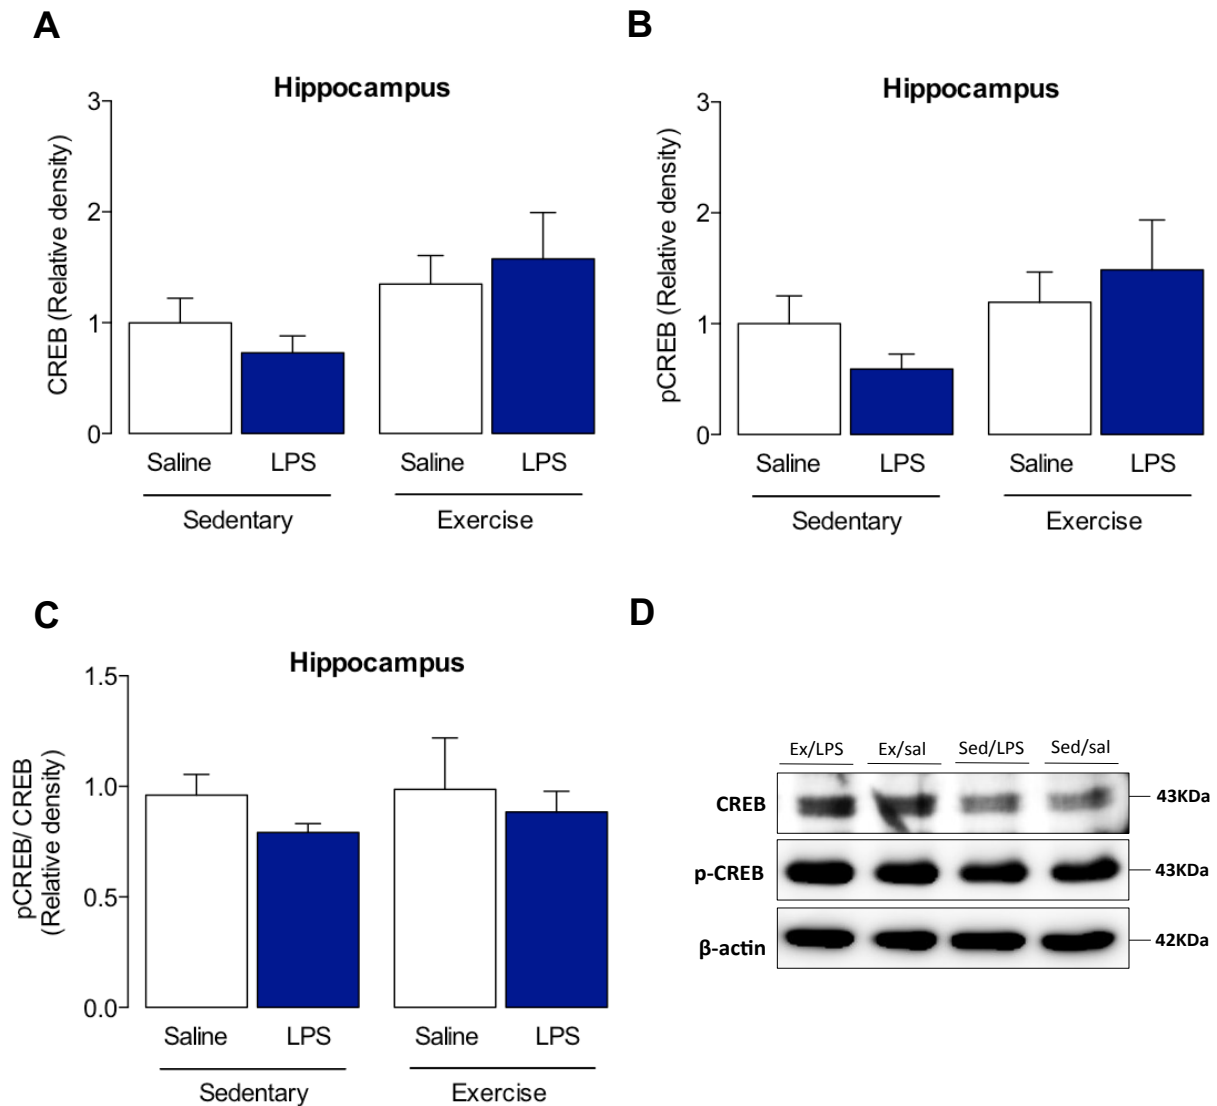 A
Hippocampus
CREB (Relative density)
3
2
1
0
Saline LPS Saline LPS
Sedentary Exercise
B
Hippocampus
pCREB (Relative density)
3
2
1
0
Saline LPS Saline LPS
Sedentary Exercise
C
Hippocampus
pCREB/ CREB
(Relative density)
1.5
1.0
0.5
0.0
Saline LPS Saline LPS
Sedentary Exercise
D
Ex/LPS Ex/sal Sed/LPS Sed/sal
CREB 43KDa
p-CREB 43KDa
β-actin 42KDa